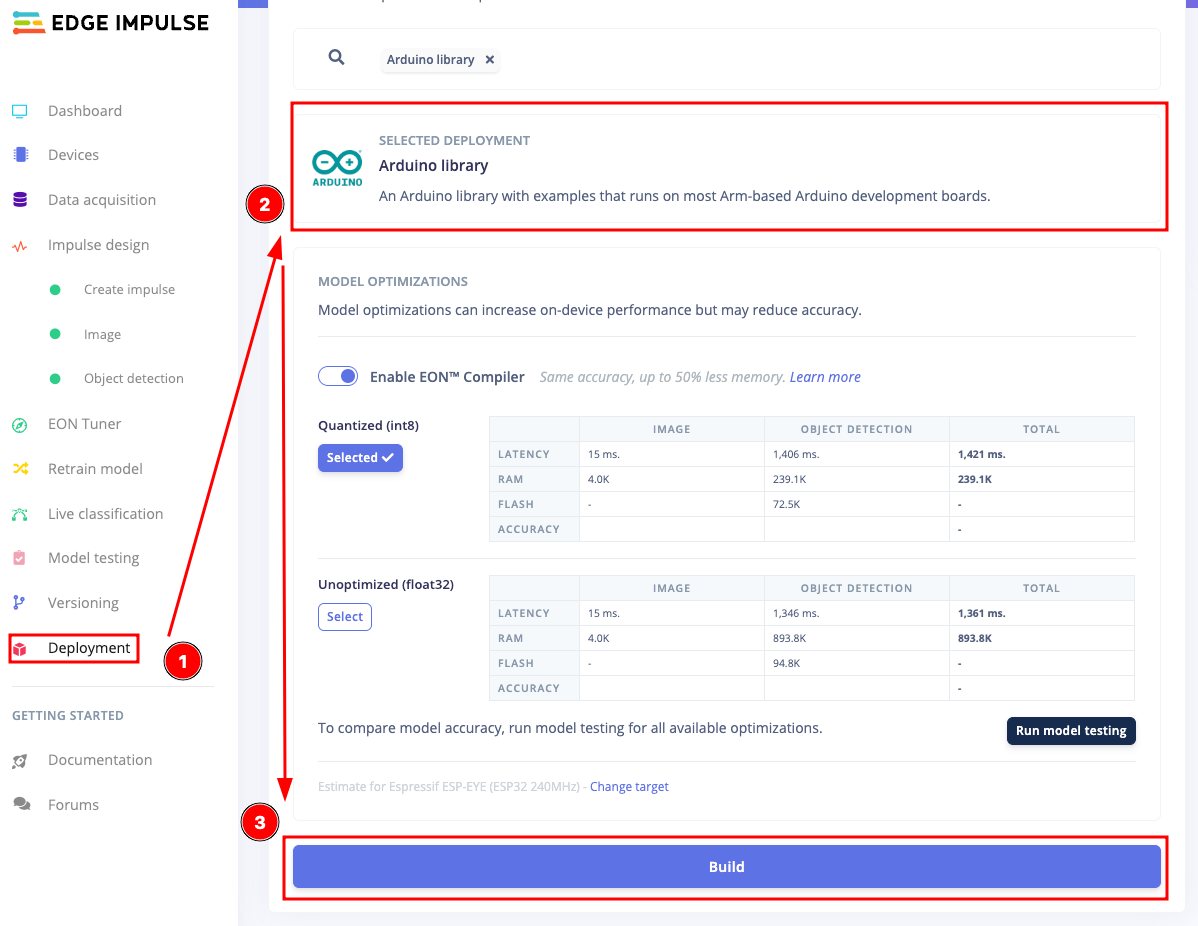 EDGE IMPULSE
Dashboard
Devices
Data acquisition
Impulse design
Create impulse
Image
Object detection
EON Tuner
Retrain model
Live classification
Model testing
Versioning
Deployment
1
GETTING STARTED
Documentation
Forums
Arduino library ×
2
ARDUINO
SELECTED DEPLOYMENT
Arduino library
An Arduino library with examples that runs on most Arm-based Arduino development boards.
MODEL OPTIMIZATIONS
Model optimizations can increase on-device performance but may reduce accuracy.
Enable EON™ Compiler Same accuracy, up to 50% less memory. Learn more
Quantized (int8)
Selected ✓
IMAGE OBJECT DETECTION TOTAL
LATENCY 15 ms. 1,406 ms. 1,421 ms.
RAM 4.0K 239.1K 239.1K
FLASH - 72.5K -
ACCURACY -
Unoptimized (float32)
Select
IMAGE OBJECT DETECTION TOTAL
LATENCY 15 ms. 1,346 ms. 1,361 ms.
RAM 4.0K 893.8K 893.8K
FLASH - 94.8K -
ACCURACY -
To compare model accuracy, run model testing for all available optimizations.
Run model testing
Estimate for Espressif ESP-EYE (ESP32 240MHz) - Change target
3
Build